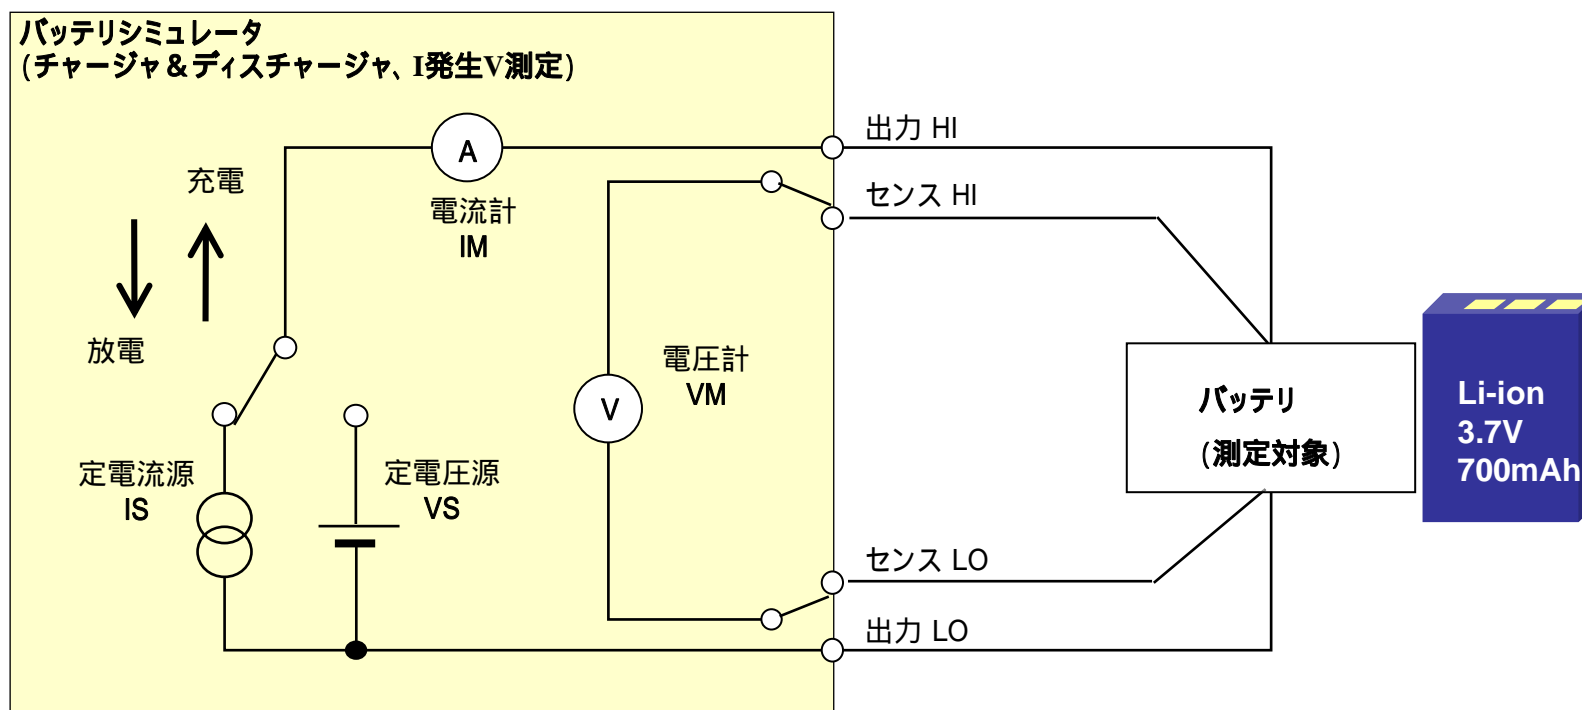 バッテリシミュレータ
(チャージャ＆ディスチャージャ、I発生V測定)
出力 HI
A
センス HI
充電
電流計
IM
放電
電圧計
VM
V
バッテリ
(測定対象)
Li-ion
3.7V
700mAh
定電流源
IS
定電圧源
VS
センス LO
出力 LO